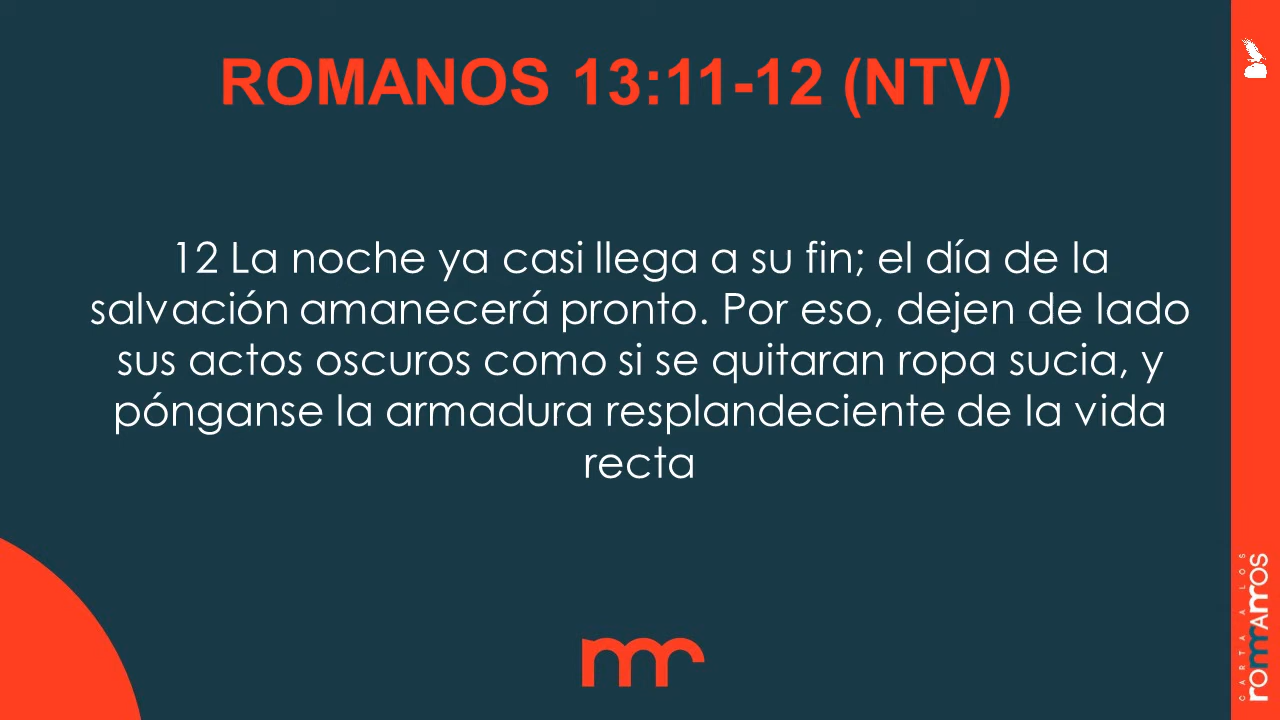 ROMANOS 13:11-12 (NTV)
12 La noche ya casi llega a su fin; el día de la
salvación amanecerá pronto. Por eso, dejen de lado
sus actos oscuros como si se quitaran ropa sucia, y
pónganse la armadura resplandeciente de la vida
recta
CARTA A LOS
romanos